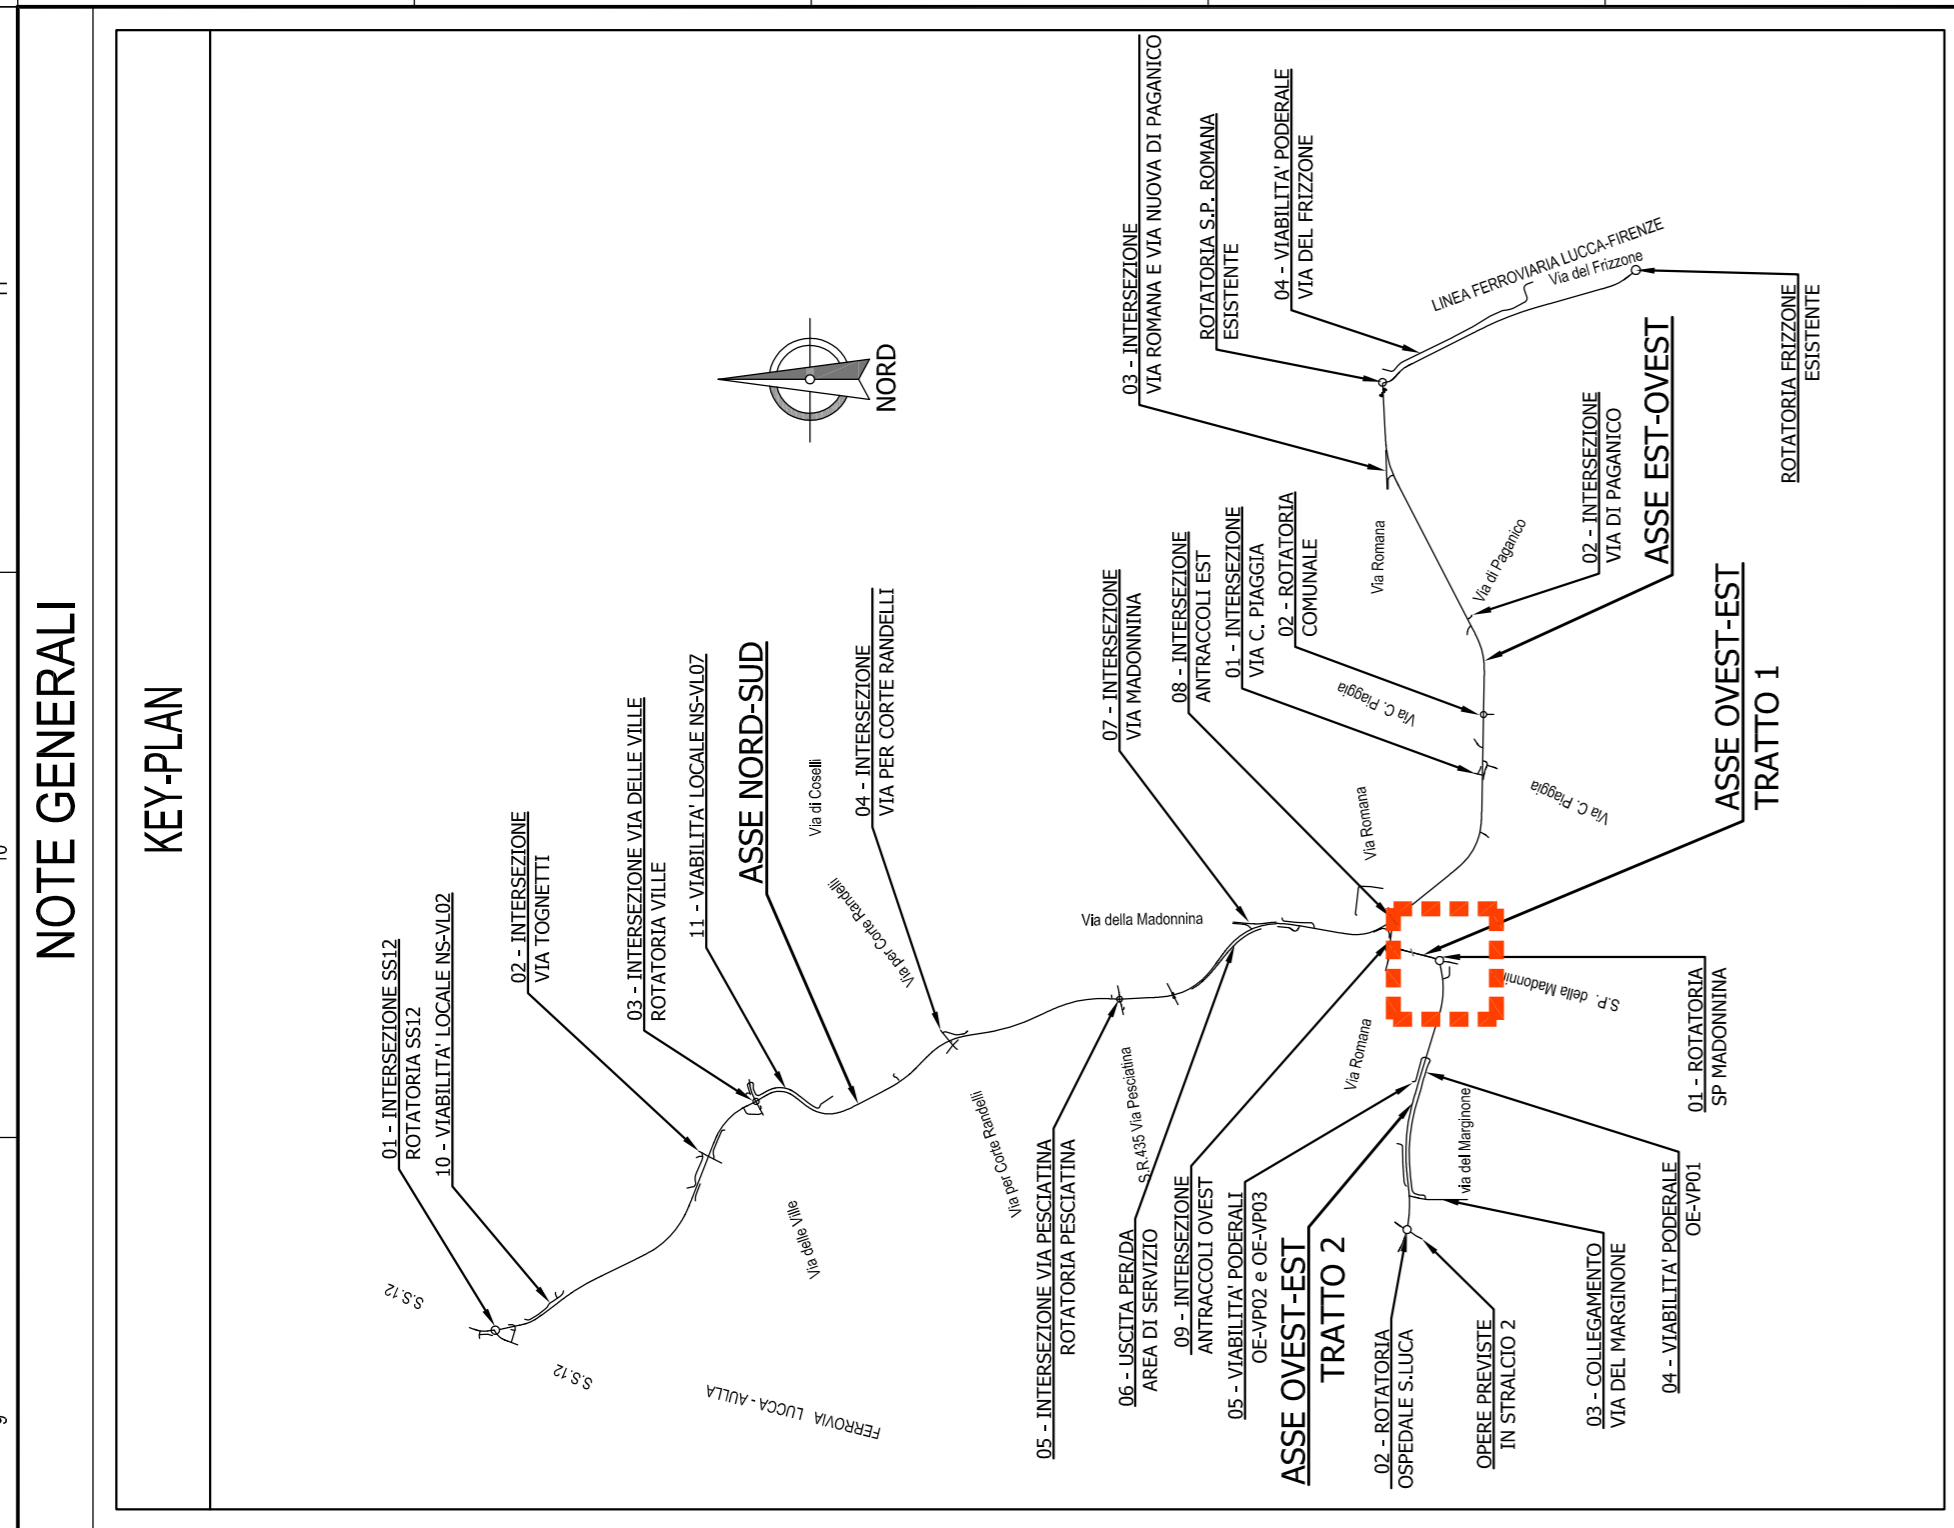 NOTE GENERALI
KEY-PLAN
01 - INTERSEZIONE SS12
ROTATORIA SS12
10 - VIABILITA' LOCALE NS-VL02
02 - INTERSEZIONE
VIA TOGNETTI
03 - INTERSEZIONE VIA DELLE VILLE
ROTATORIA VILLE
11 - VIABILITA' LOCALE NS-VL07
ASSE NORD-SUD
Via di Coselli
04 - INTERSEZIONE
VIA PER CORTE RANDELLI
Via per Corte Randelli
Via per Corte Randelli
NORD
S.S.12
S.S.12
FERROVIA LUCCA - AULLA
Via delle Ville
Via per Corte Randelli
05 - INTERSEZIONE VIA PESCIATINA
ROTATORIA PESCIATINA
S.R.435 Via Pesciatina
06 - USCITA PER/DA
AREA DI SERVIZIO
09 - INTERSEZIONE
ANTRACCOLI OVEST
05 - VIABILITA' PODERALI
OE-VP02 e OE-VP03
ASSE OVEST-EST
TRATTO 2
02 - ROTATORIA
OSPEDALE S.LUCA
OPERE PREVISTE
IN STRALCIO 2
03 - COLLEGAMENTO
VIA DEL MARGINONE
04 - VIABILITA' PODERALE
OE-VP01
via del Marginone
Via Romana
01 - ROTATORIA
SP MADONNINA
S.P. della Madonnin
Via della Madonnina
07 - INTERSEZIONE
VIA MADONNINA
08 - INTERSEZIONE
ANTRACCOLI EST
01 - INTERSEZIONE
VIA C. PIAGGIA
02 - ROTATORIA
COMUNALE
Via Romana
Via C. Piaggia
Via C. Piaggia
ASSE OVEST-EST
TRATTO 1
ASSE EST-OVEST
02 - INTERSEZIONE
VIA DI PAGANICO
Via di Paganico
Via Romana
03 - INTERSEZIONE
VIA ROMANA E VIA NUOVA DI PAGANICO
ROTATORIA S.P. ROMANA
ESISTENTE
04 - VIABILITA' PODERALE
VIA DEL FRIZZONE
LINEA FERROVIARIA LUCCA-FIRENZE
Via del Frizzone
ROTATORIA FRIZZONE
ESISTENTE
9
10
11